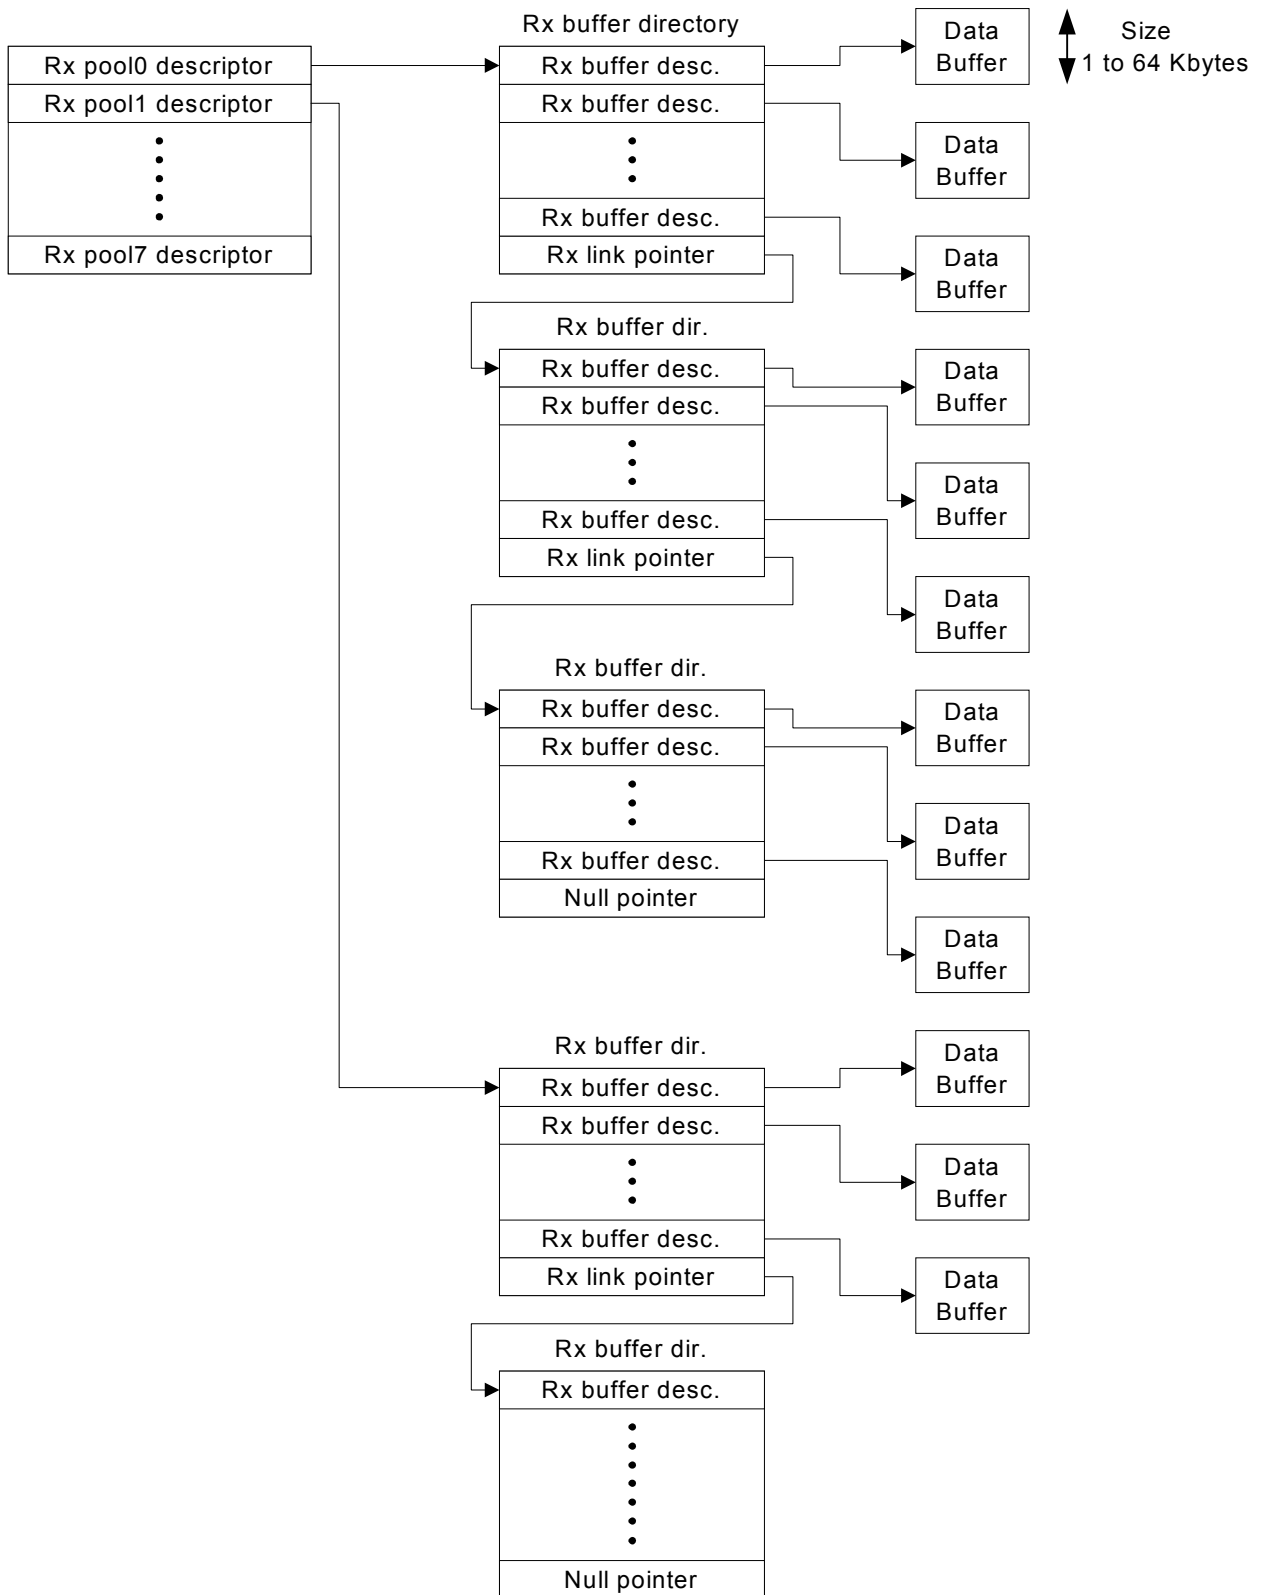 Rx pool0 descriptor
Rx pool1 descriptor
Rx pool7 descriptor
Rx buffer directory
Rx buffer desc.
Rx buffer desc.
Rx buffer desc.
Rx link pointer
Data
Buffer
Size
1 to 64 Kbytes
Data
Buffer
Data
Buffer
Rx buffer dir.
Rx buffer desc.
Rx buffer desc.
Rx buffer desc.
Rx link pointer
Data
Buffer
Data
Buffer
Data
Buffer
Rx buffer dir.
Rx buffer desc.
Rx buffer desc.
Rx buffer desc.
Null pointer
Data
Buffer
Data
Buffer
Data
Buffer
Rx buffer dir.
Rx buffer desc.
Rx buffer desc.
Rx buffer desc.
Rx link pointer
Data
Buffer
Data
Buffer
Data
Buffer
Rx buffer dir.
Rx buffer desc.
Null pointer